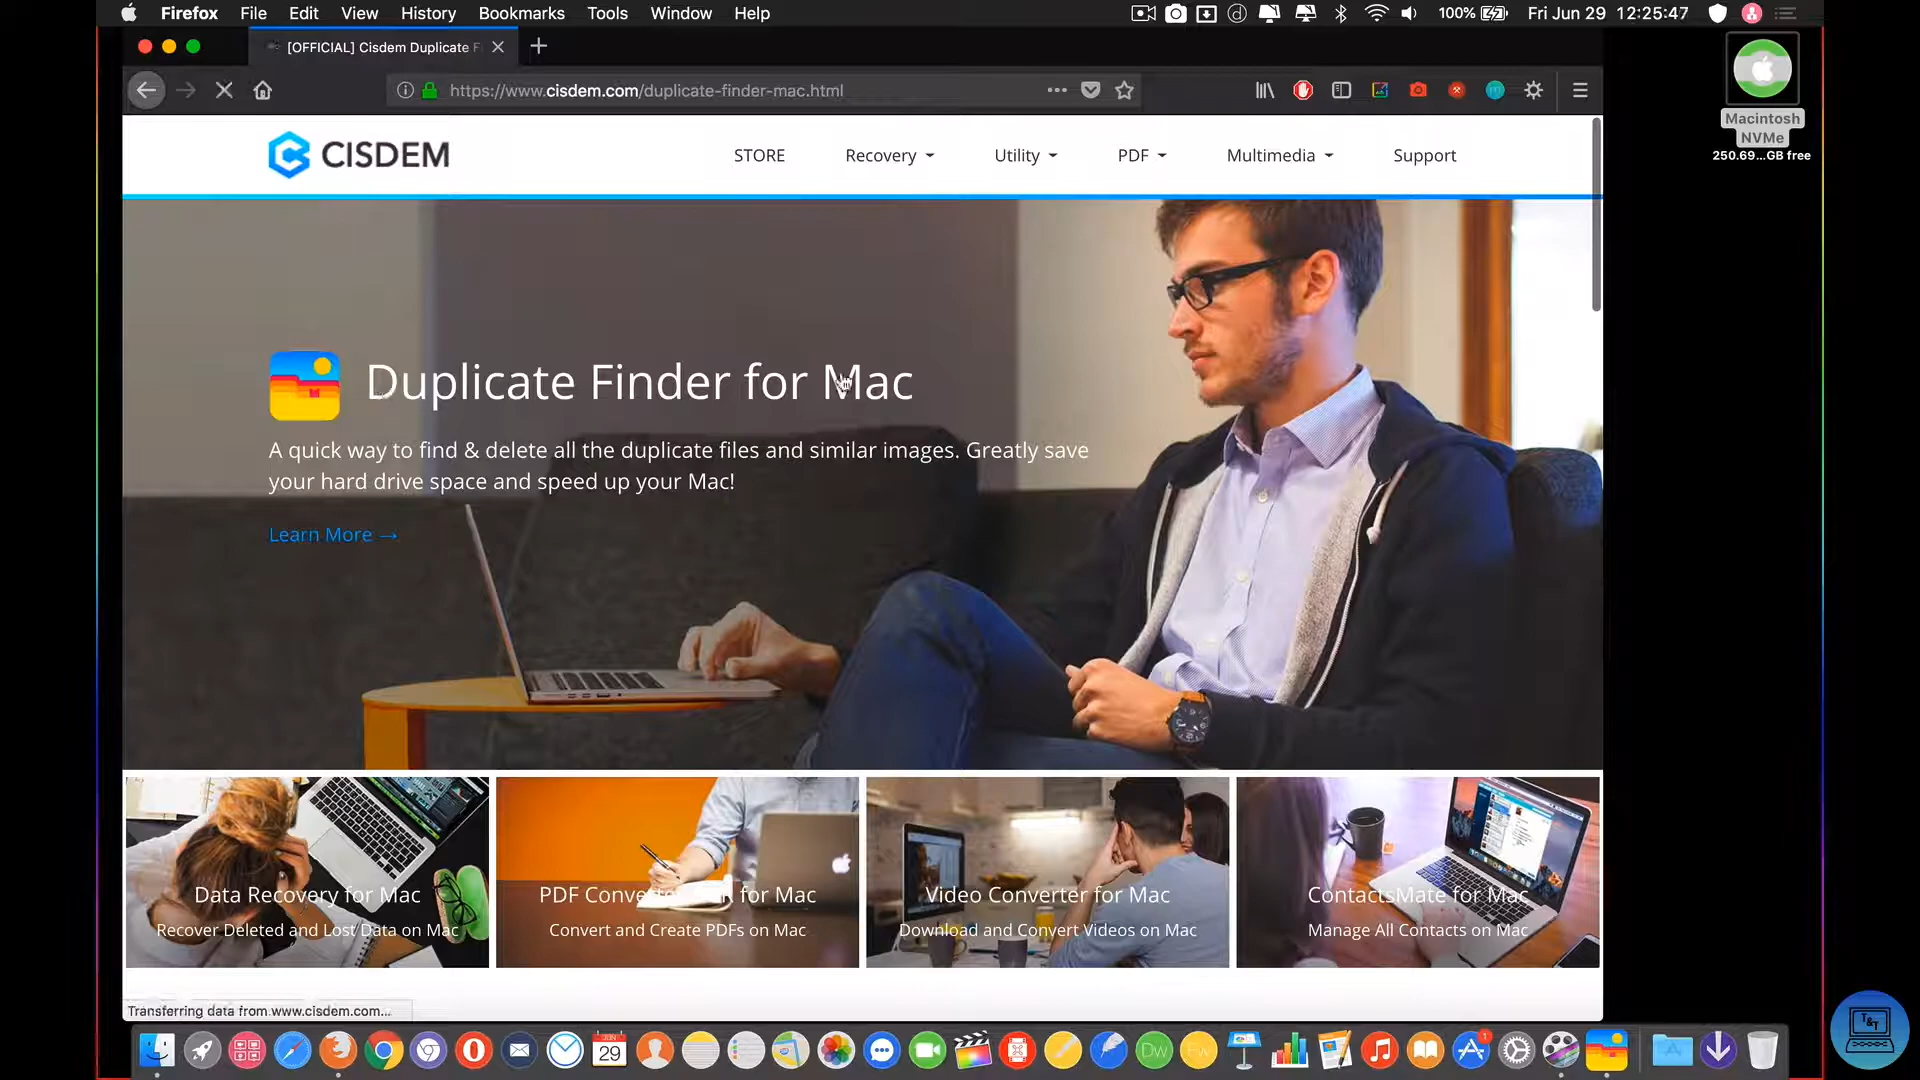 Firefox File Edit View History Bookmarks Tools Window Help 100% Fri Jun 29 12:25:47
[OFFICIAL] Cisdem Duplicate F
https://www.cisdem.com/duplicate-finder-mac.html
Macintosh
NVMe
250.69...GB free
CISDEM STORE Recovery Utility PDF Multimedia Support
Duplicate Finder for Mac
A quick way to find & delete all the duplicate files and similar images. Greatly save
your hard drive space and speed up your Mac!
Learn More →
Data Recovery for Mac
Recover Deleted and Lost Data on Mac
PDF Conver for Mac
Convert and Create PDFs on Mac
Video Converter for Mac
Download and Convert Videos on Mac
ContactsMate for Mac
Manage All Contacts on Mac
Transferring data from www.cisdem.com...
29
Dw
Fw
1
T&T